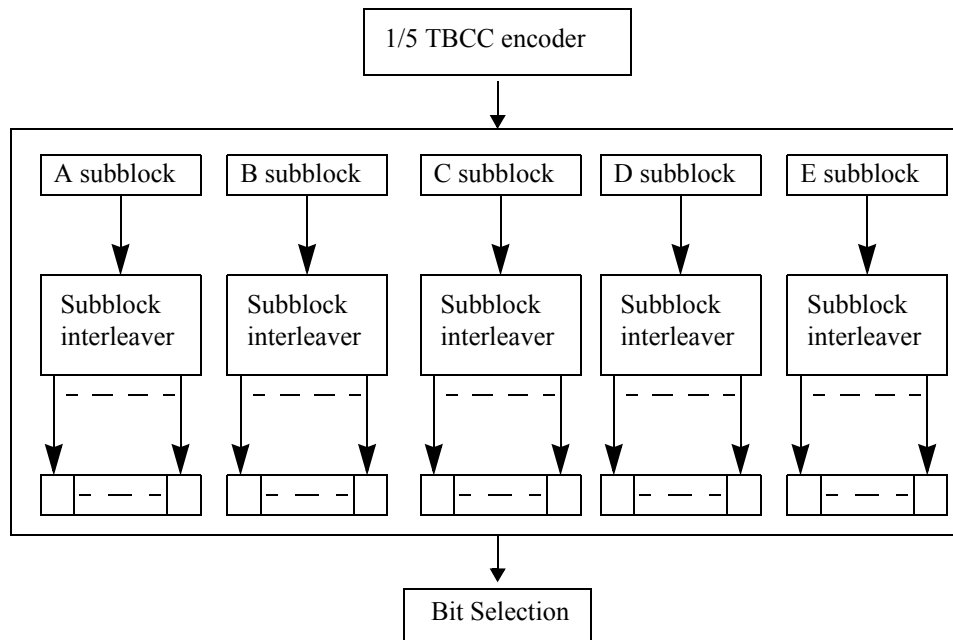 1/5 TBCC encoder
A subblock
B subblock
C subblock
D subblock
E subblock
Subblock
interleaver
Subblock
interleaver
Subblock
interleaver
Subblock
interleaver
Subblock
interleaver
Bit Selection